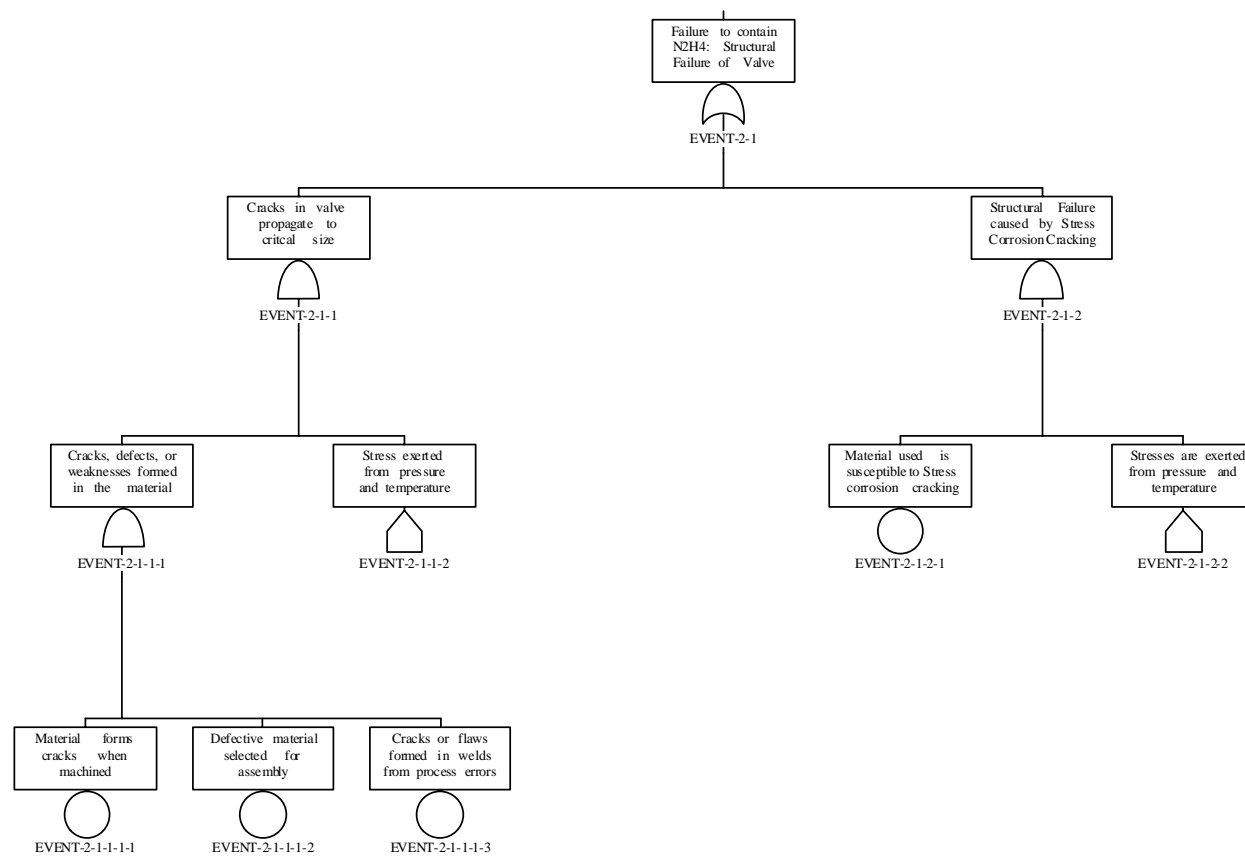 Failure to contain
N2H4: Structural
Failure of Valve
EVENT-2-1
Cracks in valve
propagate to
critcal size
EVENT-2-1-1
Structural Failure
caused by Stress
Corrosion Cracking
EVENT-2-1-2
Cracks, defects, or
weaknesses formed
in the material
EVENT-2-1-1-1
Stress exerted
from pressure
and temperature
EVENT-2-1-1-2
Material used is
susceptible to Stress
corrosion cracking
EVENT-2-1-2-1
Stresses are exerted
from pressure and
temperature
EVENT-2-1-2-2
Material forms
cracks when
machined
EVENT-2-1-1-1-1
Defective material
selected for
assembly
EVENT-2-1-1-1-2
Cracks or flaws
formed in welds
from process errors
EVENT-2-1-1-1-3